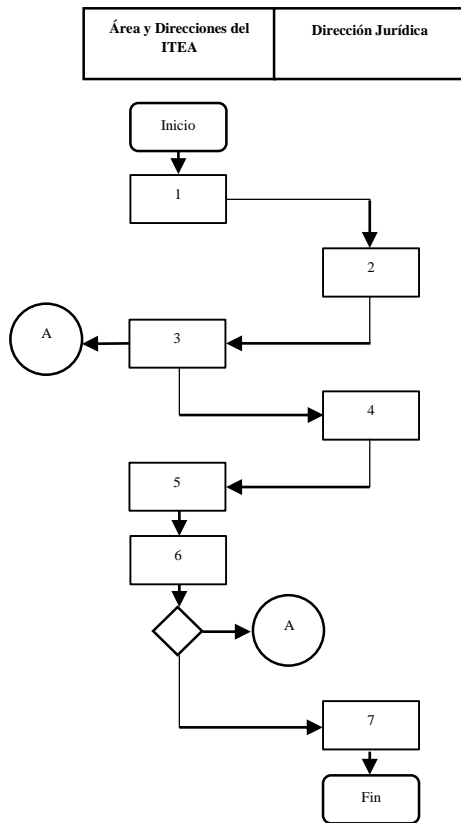 Área y Direcciones del
ITEA
Dirección Jurídica
Inicio
1
2
A
3
4
5
6
A
7
Fin